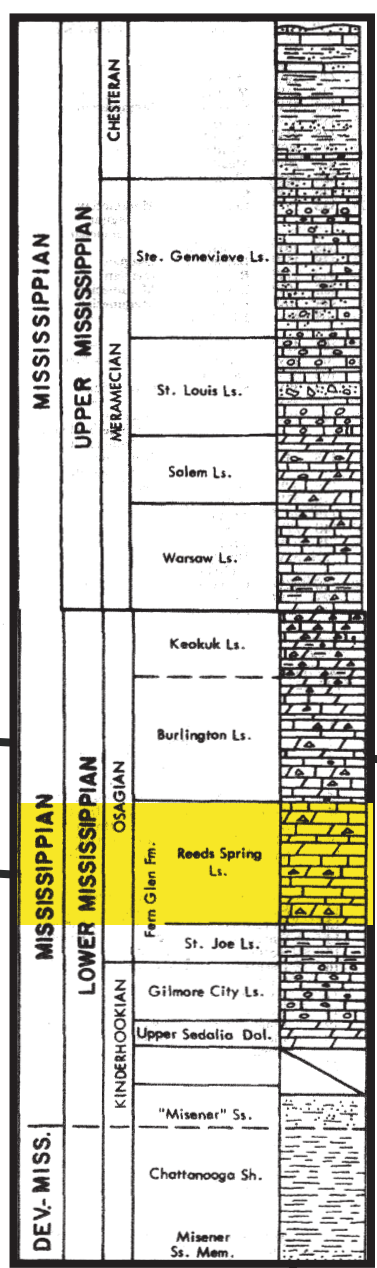 MISSISSIPPIAN
UPPER MISSISSIPPIAN
CHESTERAN
MERAMECIAN
Ste. Genevieve Ls.
St. Louis Ls.
Salem Ls.
Warsaw Ls.
MISSISSIPPIAN
LOWER MISSISSIPPIAN
OSAGIAN
Keokuk Ls.
Burlington Ls.
Fern Glen Fm.
Reeds Spring
Ls.
St. Joe Ls.
KINDERHOOKIAN
Gilmore City Ls.
Upper Sedalia Dol.
"Misener" Ss.
DEV.-MISS.
Chattanooga Sh.
Misener
Ss. Mem.